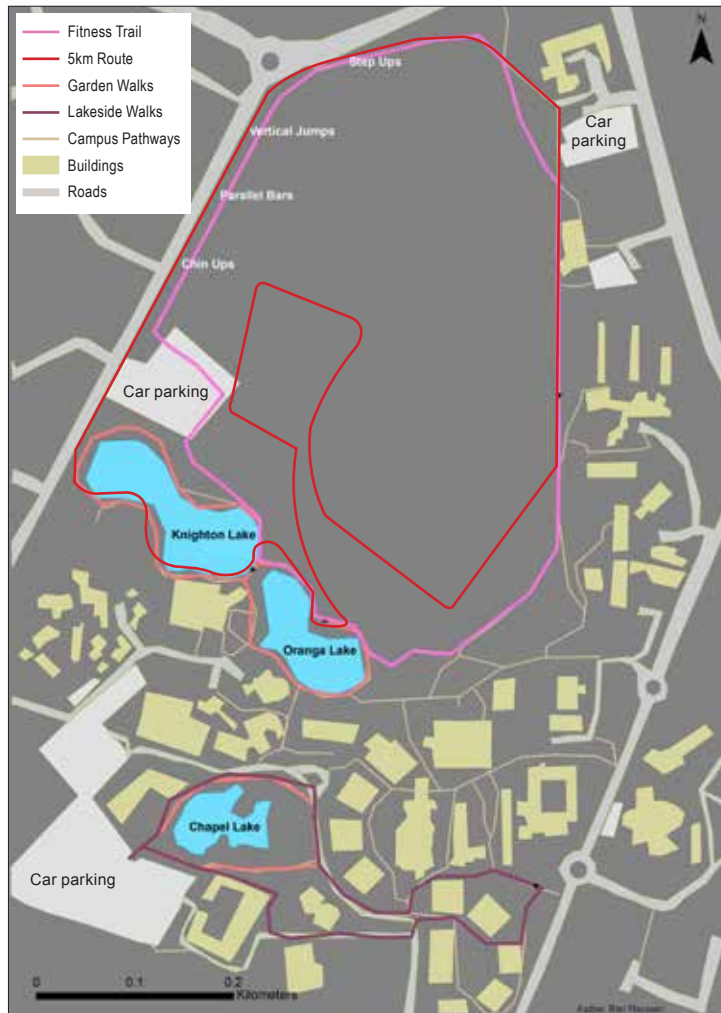 Fitness Trail
5km Route
Garden Walks
Lakeside Walks
Campus Pathways
Buildings
Roads
N
Step Ups
Car
parking
Vertical Jumps
Parallel Bars
Chin Ups
Car parking
Knighton Lake
Oranga Lake
Chapel Lake
Car parking
0
0.1
0.2
Kilometers